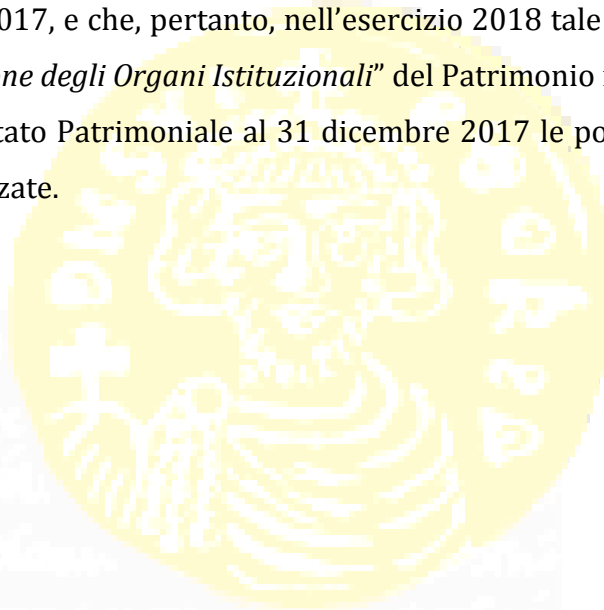 017, e che, pertanto, nell’esercizio 2018 tale
one degli Organi Istituzionali” del Patrimonio
tato Patrimoniale al 31 dicembre 2017 le po
zate.